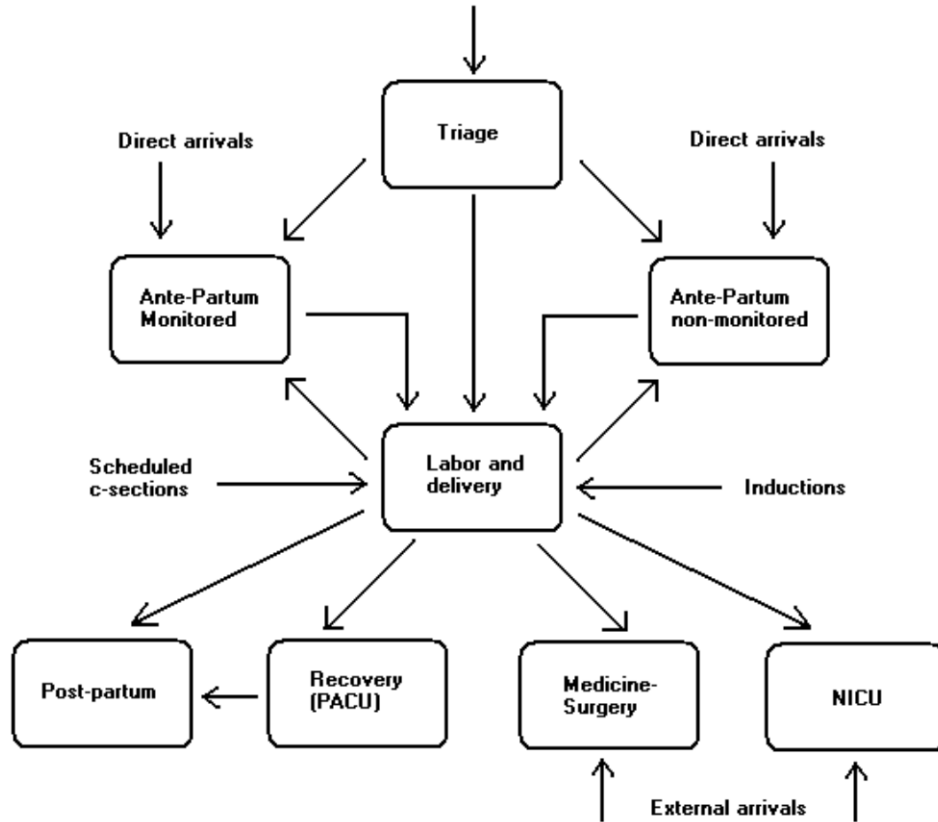 Triage
Direct arrivals
Direct arrivals
Ante-Partum
Monitored
Ante-Partum
non-monitored
Labor and
delivery
Scheduled
c-sections
Inductions
Post-partum
Recovery
(PACU)
Medicine-
Surgery
NICU
External arrivals